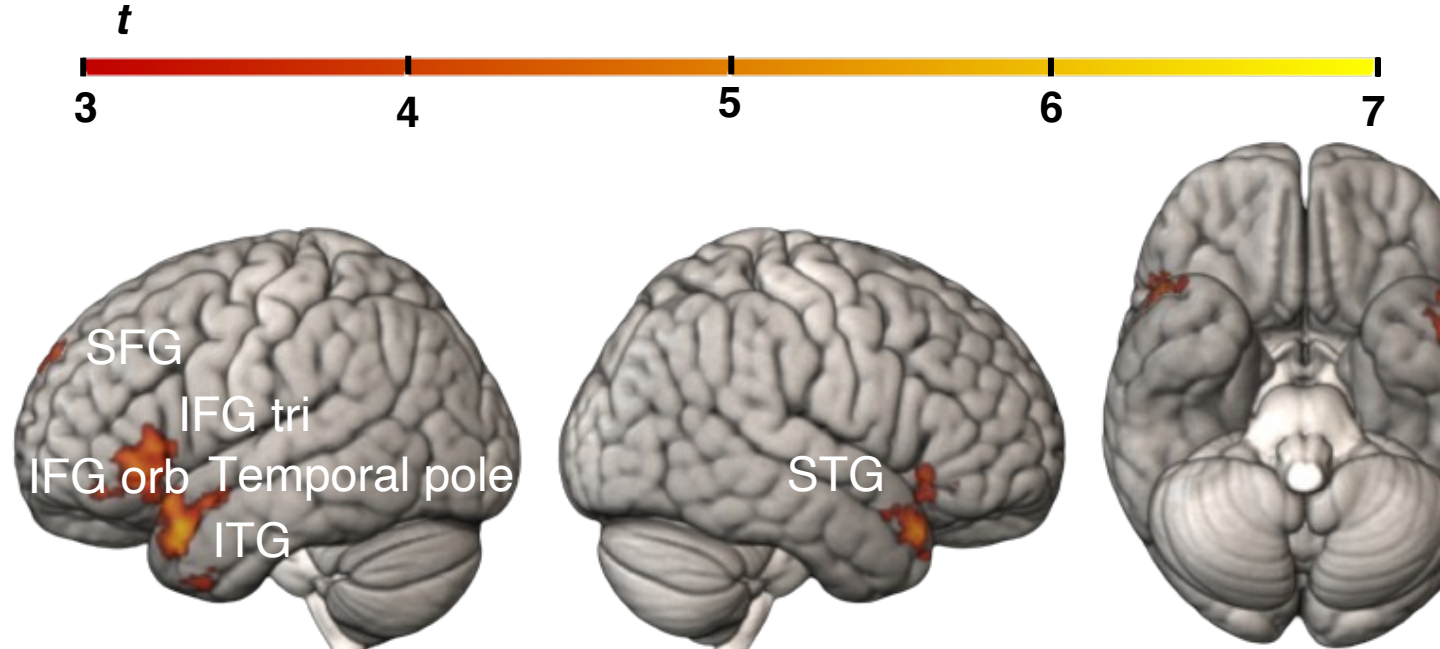 t
3 4 5 6 7
SFG
IFG tri
IFG orb Temporal pole
STG
ITG